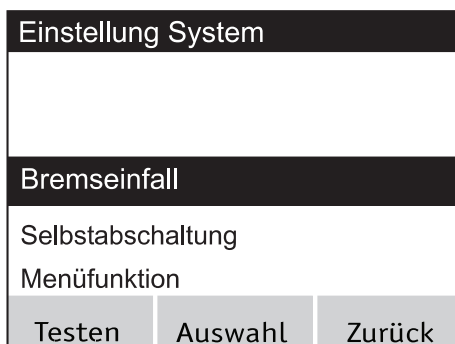 Einstellung System
Bremseinfall
Selbstabschaltung
Menüfunktion
Testen Auswahl Zurück